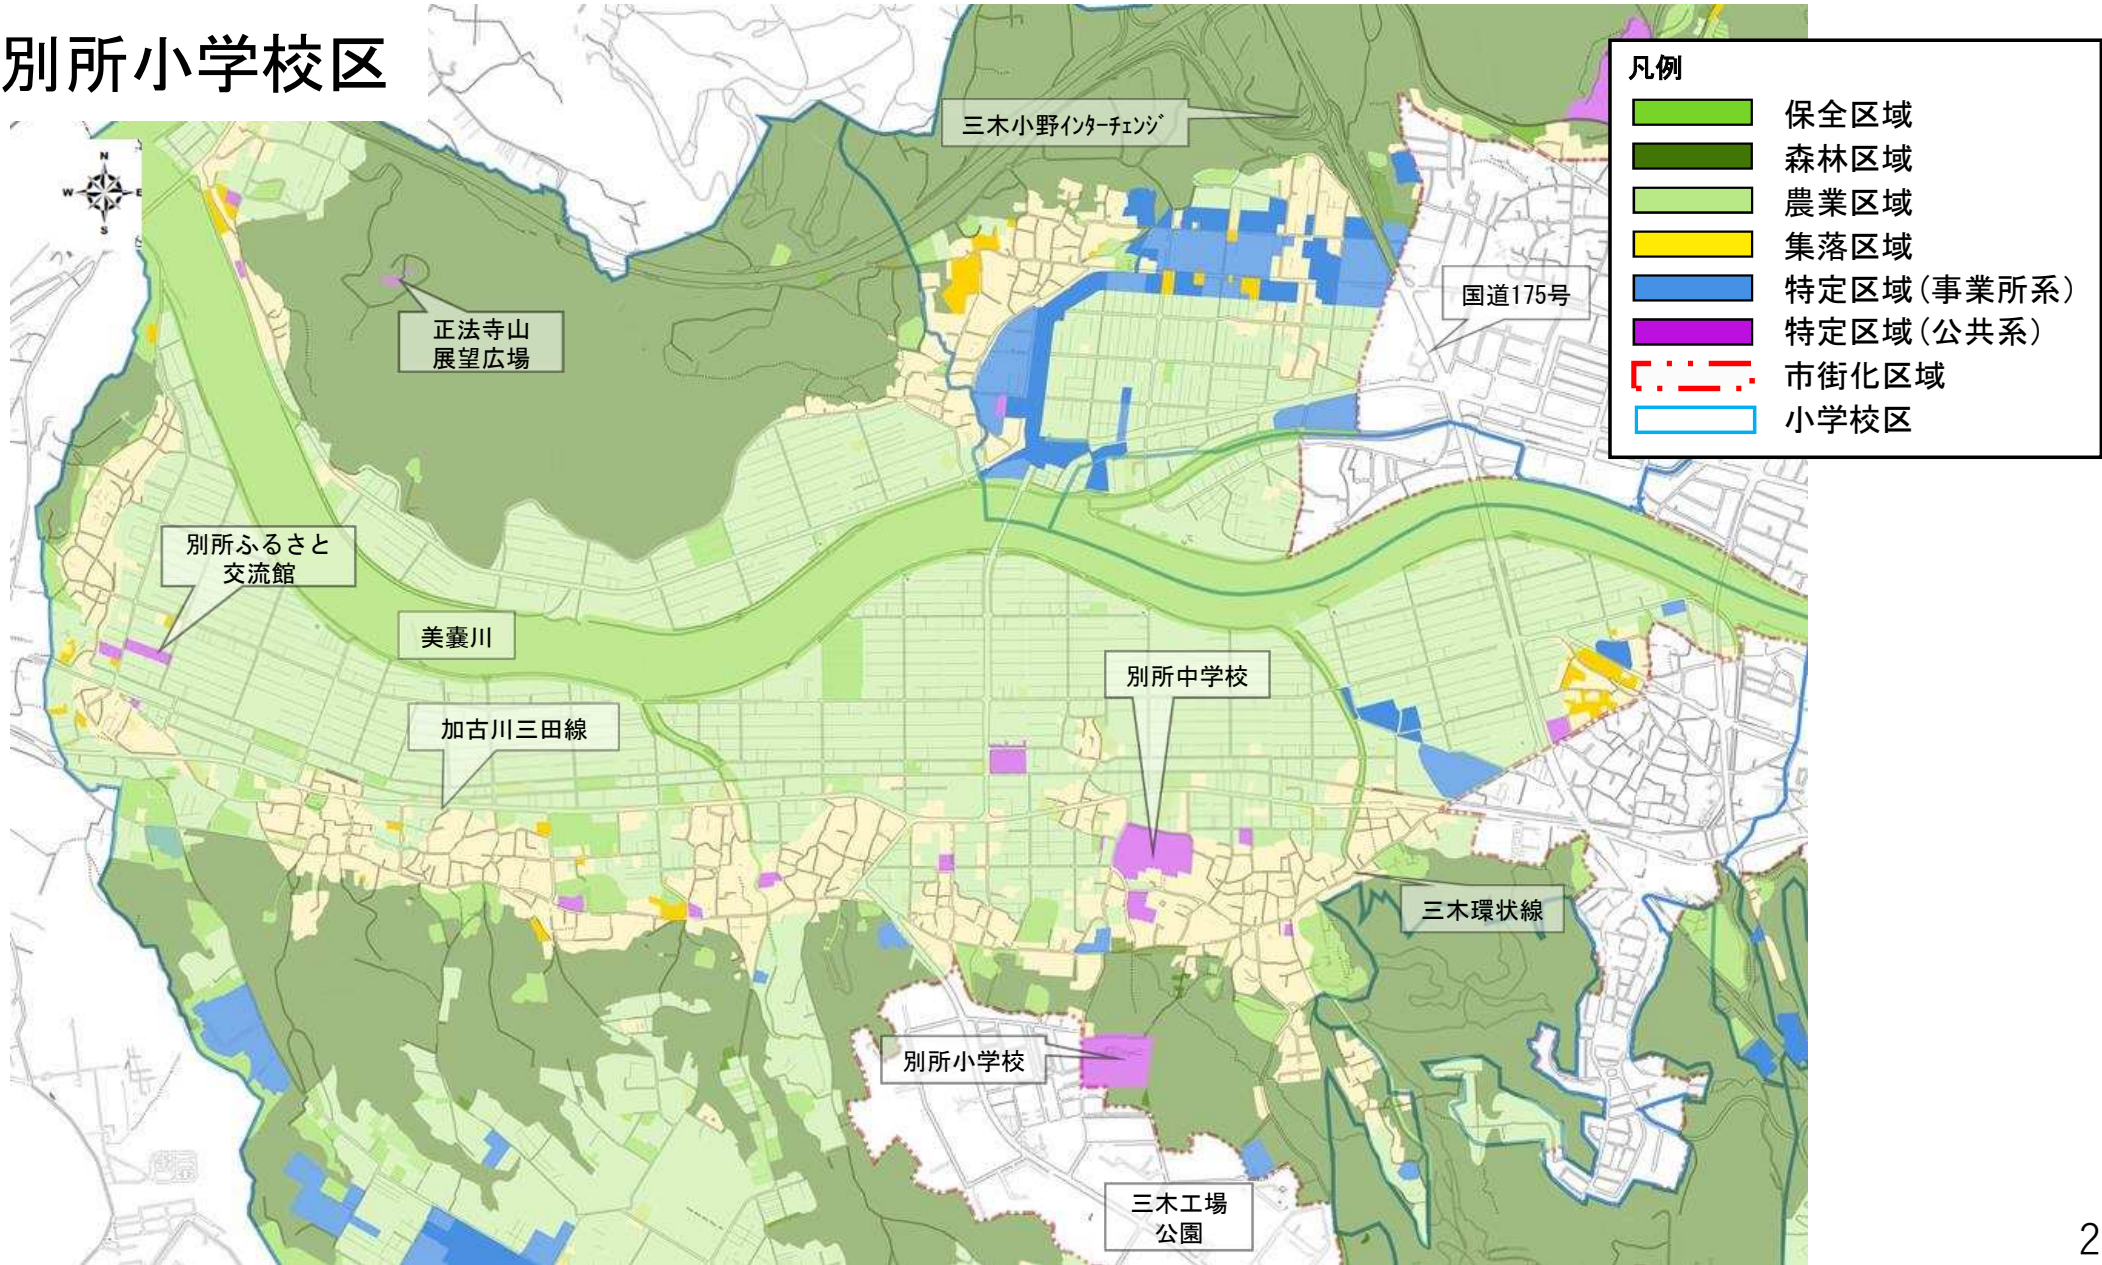 別所小学校区
N
W
E
S
三木小野ｲﾝﾀｰﾁｪﾝｼﾞ
国道175号
正法寺山
展望広場
別所ふるさと
交流館
美嚢川
加古川三田線
別所中学校
三木環状線
別所小学校
三木工場
公園
凡例
保全区域
森林区域
農業区域
集落区域
特定区域(事業所系)
特定区域(公共系)
市街化区域
小学校区
2